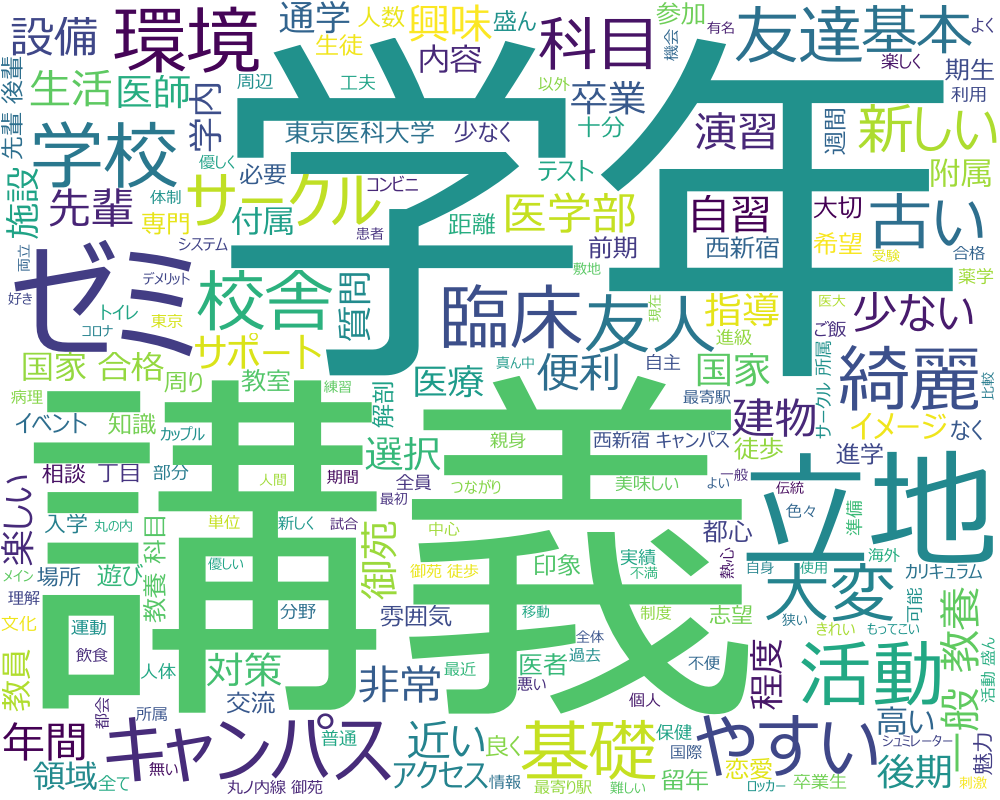 設備
環境
通学
人数
興味
盛ん
参加
機会
有名
友達
基本
よく
楽しく
生徒
科目
内容
先輩 後輩
生活
医師
周辺
工夫
以外
卒業
期生
利用
学年
学校
学内
東京医科大学
少なく
十分
演習
週間
新しい
優しく
必要
コンビニ
テスト
先輩
サークル
体制
施設
専門
付属
距離
医学部
自習
大切
古い
附属
前期
西新宿
希望
受験
合格
システム
患者
両立
ゼミ
デメリット
敷地
薬学
好き
トイレ
コロナ
東京
校舎
質問
臨床
友人
現在
指導
医大
少ない
進級
ご飯
サポート
真ん中
便利
自主
サークル 所属
綺麗
比較
国家 合格
周り
教室
練習
医療
国家
最寄駅
病理
イベント
知識
カップル
解剖
選択
親身
西新宿 キャンパス
建物
徒歩
イメージ
なく
講義
相談
丁目
部分
人間
期間
全員
つながり
美味しい
一般
よい
伝統
進学
立地
楽しい
入学
丸の内
単位
新しく
試合
最初
中心
都心
色々
準備
メイン
場所
遊び
教養 科目
優しい
御苑
御苑 徒歩
印象
実績
不満
熱心
自身
使用
海外
カリキュラム
大変
理解
文化
運動
分野
雰囲気
移動
制度
志望
狭い
きれい
可能
もってこい
教員
飲食
人体
対策
交流
非常
最近
医者
全体
過去
悪い
不便
個人
程度
活動
一般 教養
活動 盛ん
年間
都会
所属
キャンパス
普通
近い
良く
基礎
保健
国際
やすい
高い
シュミレーター
魅力
領域
全て
無い
丸ノ内線 御苑
アクセス
情報
最寄り駅
難しい
留年
恋愛
ロッカー
卒業生
後期
刺激